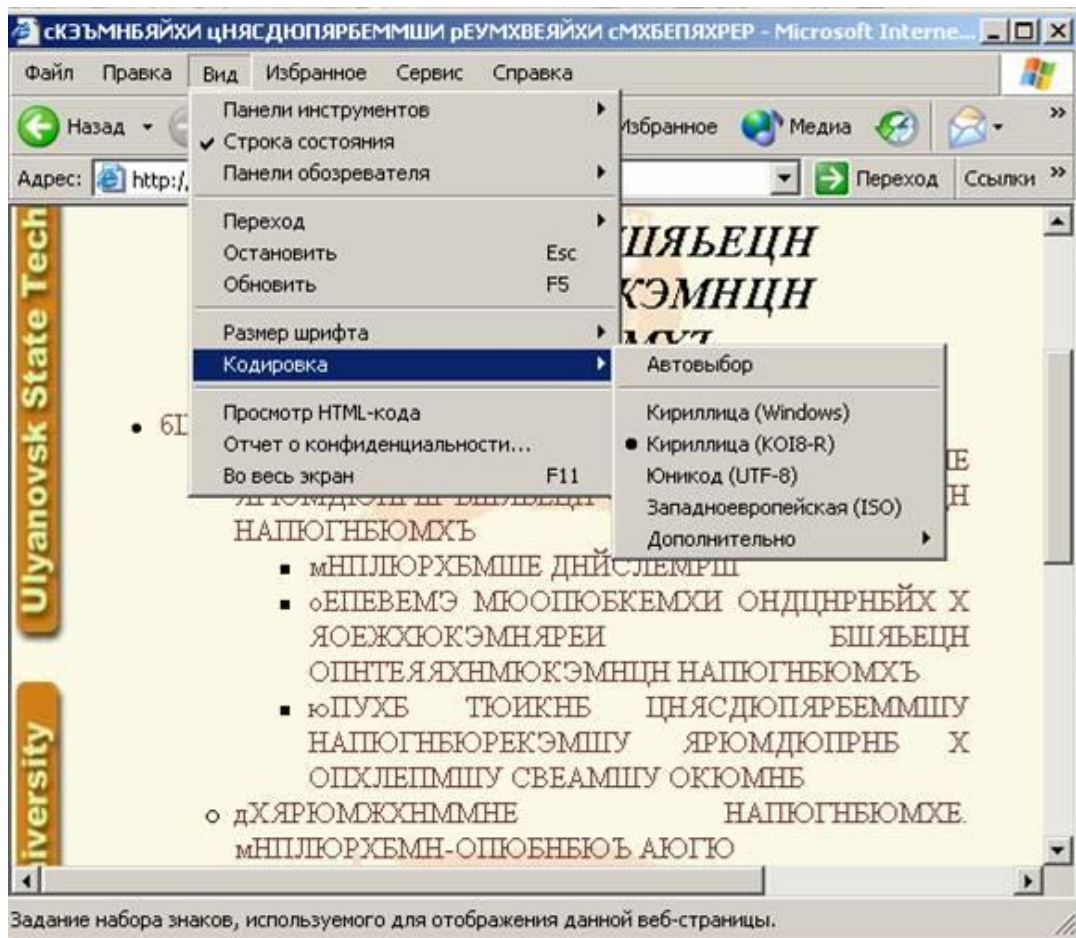 сКЭЪМНБЯЙХИ цНЯСДЮПЯРБЕММШИ рЕУМХВЕЯЙХИ сМХБЕПЯХРЕР - Microsoft Interne...
Файл Правка Вид Избранное Сервис Справка
Назад Избранное Медиа »
Адрес: http:/, Переход Ссылки »
Панели инструментов
Строка состояния
Панели обозревателя
Переход
Остановить Esc
Обновить F5
Размер шрифта
Кодировка
Просмотр HTML-кода
Отчет о конфиденциальности...
Во весь экран F11
Автовыбор
Кириллица (Windows)
Кириллица (KOI8-R)
Юникод (UTF-8)
Западноевропейская (ISO)
Дополнительно
Ulyanovsk State Tech
iversity
ШЯЬЕЦН
КЭМНЦН
НАПЮГНБЮМХЪ
мНПЛЮРХБМШЕ ДНЙСЛЕМРШ
оЕПЕВЕМЭ МЮОПЮБКЕМХИ ОНДЦНРНБЙХ Х
ЯОЕЖХЮКЭМНЯРЕИ БШЯЬЕЦН
ОПНТЕЯЯХНМЮКЭМНЦН НАПЮГНБЮМХЪ
юПУХБ ТЮИКНБ ЦНЯСДЮПЯРБЕММШУ
НАПЮГНБЮРЕКЭМШУ ЯРЮМДЮПРНБ Х
ОПХЛЕПМШУ СВЕАМШУ ОКЮМНБ
дХЯРЮМЖХНММНЕ НАПЮГНБЮМХЕ.
мНПЛЮРХБМН-ОПЮБНБЮЪ АЮГЮ
Задание набора знаков, используемого для отображения данной веб-страницы.